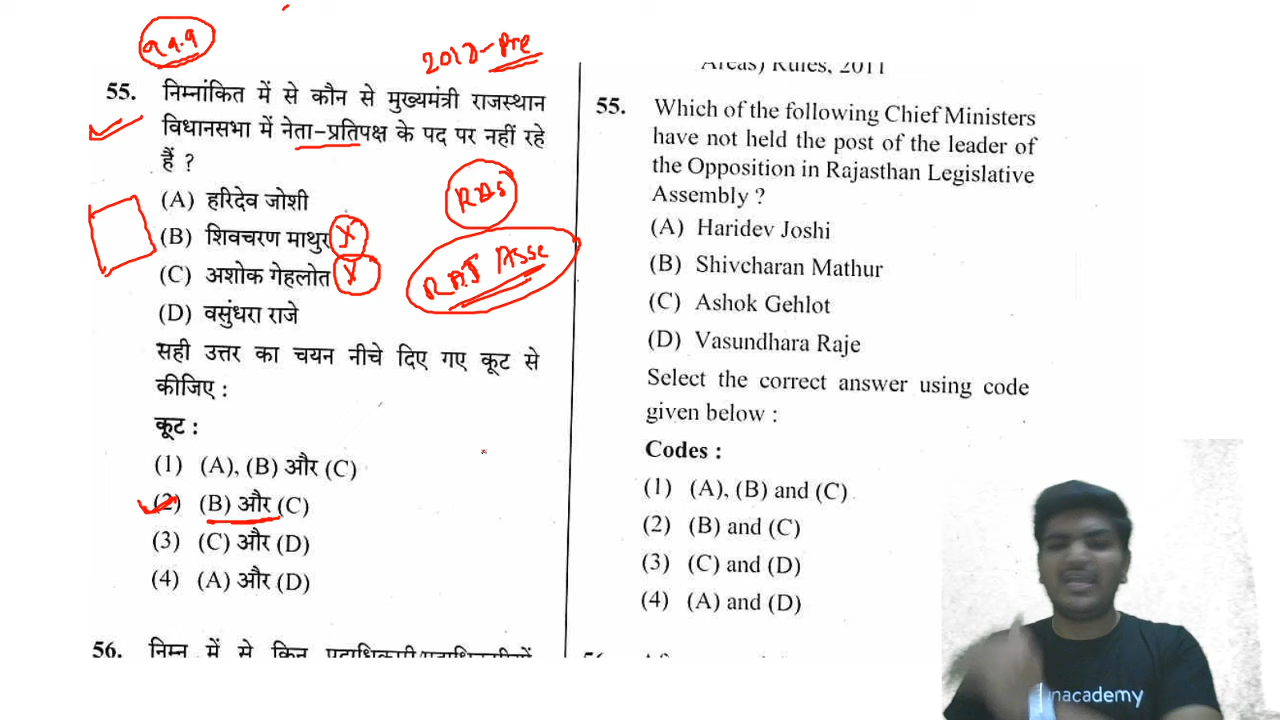 2018-Pre
55. निम्नांकित में से कौन से मुख्यमंत्री राजस्थान
विधानसभा में नेता-प्रतिपक्ष के पद पर नहीं रहे
हैं ?
(A) हरिदेव जोशी
(B) शिवचरण माथुर X
(C) अशोक गेहलोत X
(D) वसुंधरा राजे
RAS
RAJ Asse
सही उत्तर का चयन नीचे दिए गए कूट से
कीजिए :
कूट :
(1) (A), (B) और (C)
(2) (B) और (C)
(3) (C) और (D)
(4) (A) और (D)
56. निम्न में से किन
Areas) Rules, 2011
55. Which of the following Chief Ministers
have not held the post of the leader of
the Opposition in Rajasthan Legislative
Assembly ?
(A) Haridev Joshi
(B) Shivcharan Mathur
(C) Ashok Gehlot
(D) Vasundhara Raje
Select the correct answer using code
given below :
Codes :
(1) (A), (B) and (C)
(2) (B) and (C)
(3) (C) and (D)
(4) (A) and (D)
unacademy